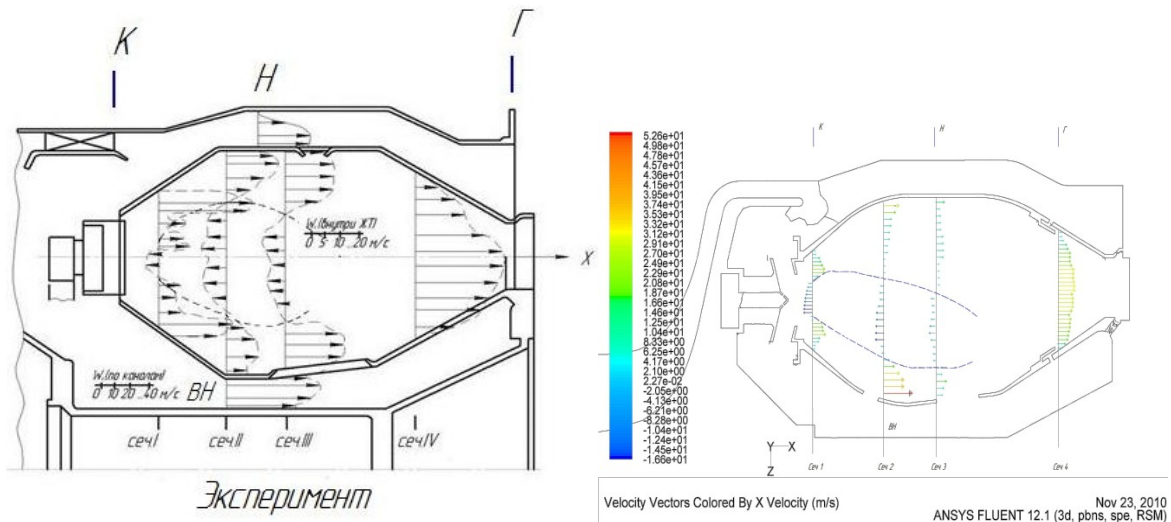 К
Г
Н
W.(внутри ЖТ)
0 5 10 ...20 м/с
X
W.(по каналам)
0 10 20 ...40 м/с
ВН
сеч.I
сеч.II
сеч.III
сеч.IV
Эксперимент
К
Н
Г
5.26e+01
4.98e+01
4.78e+01
4.57e+01
4.36e+01
4.15e+01
3.95e+01
3.74e+01
3.53e+01
3.32e+01
3.12e+01
2.91e+01
2.70e+01
2.49e+01
2.29e+01
2.08e+01
1.87e+01
1.66e+01
1.46e+01
1.25e+01
1.04e+01
8.33e+00
6.25e+00
4.17e+00
2.10e+00
2.27e-02
-2.05e+00
-4.13e+00
-6.21e+00
-8.28e+00
-1.04e+01
-1.24e+01
-1.45e+01
-1.66e+01
ВН
Y X
Z
Сеч 1
Сеч 2
Сеч 3
Сеч 4
Velocity Vectors Colored By X Velocity (m/s)
Nov 23, 2010
ANSYS FLUENT 12.1 (3d, pbns, spe, RSM)